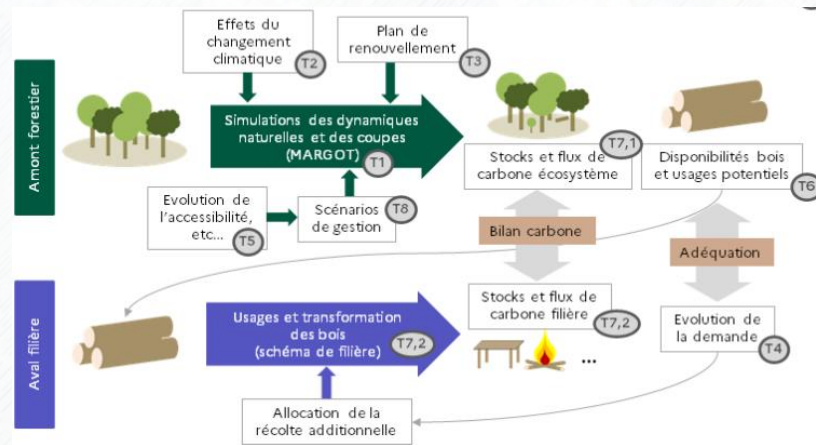 Effets du
changement
climatique
T2
Plan de
renouvellement
T3
Amont forestier
Simulations des dynamiques
naturelles et des coupes
(MARGOT)
T1
Stocks et flux de
carbone écosystème
T7,1
Disponibilités bois
et usages potentiels
T6
Evolution de
l'accessibilité,
etc...
T5
Scénarios
de gestion
T8
Bilan carbone
Adéquation
Aval filière
Usages et transformation
des bois
(schéma de filière)
T7,2
Stocks et flux de
carbone filière
T7,2
...
Evolution de
la demande
T4
Allocation de la
récolte additionnelle